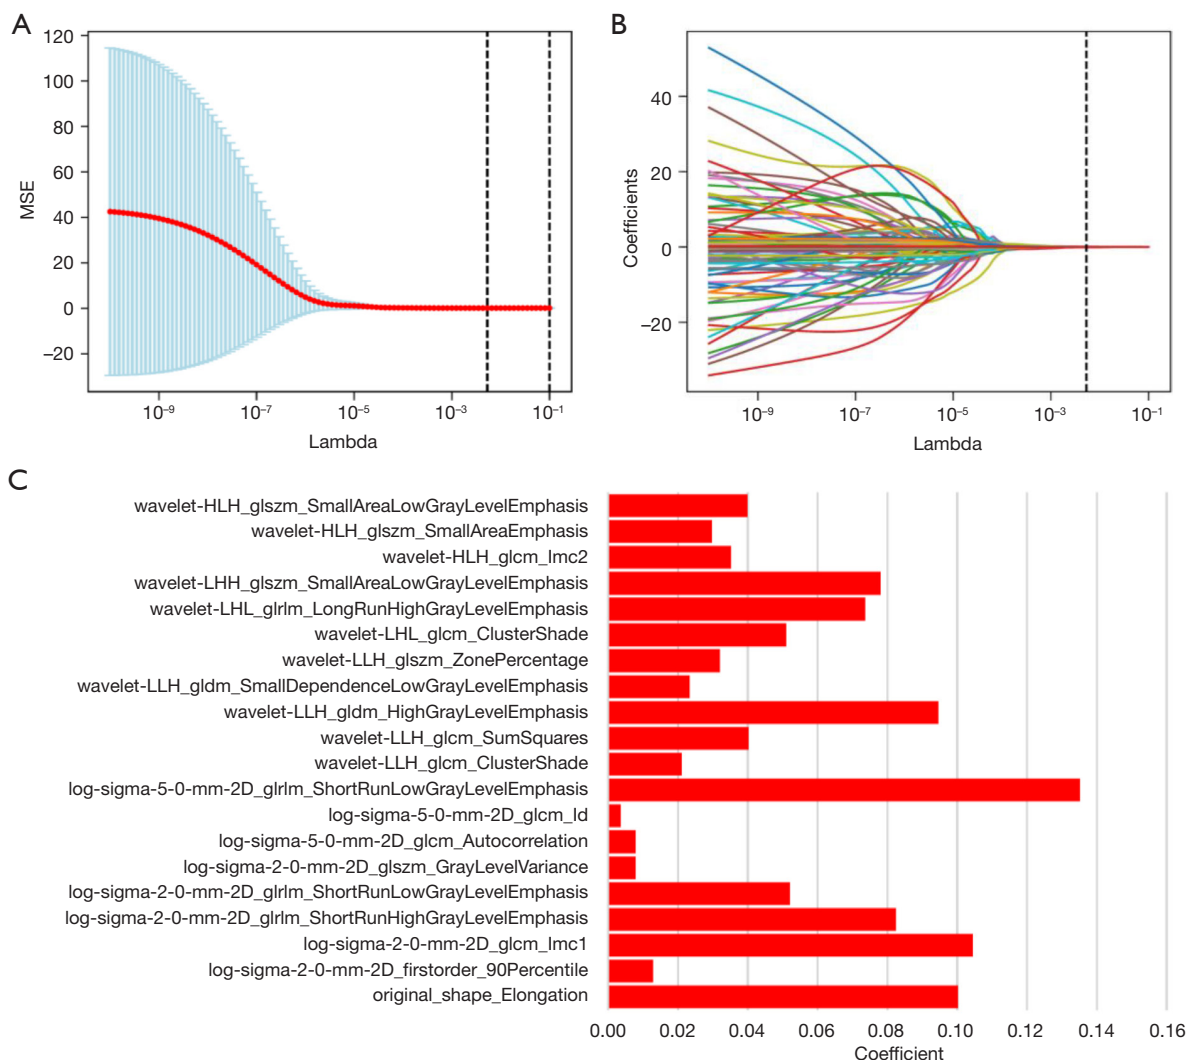 A
B
120
100
80
60
40
20
0
−20
MSE
10⁻⁹
10⁻⁷
10⁻⁵
10⁻³
10⁻¹
Lambda
40
20
0
−20
Coefficients
10⁻⁹
10⁻⁷
10⁻⁵
10⁻³
10⁻¹
Lambda
C
wavelet-HLH_glszm_SmallAreaLowGrayLevelEmphasis
wavelet-HLH_glszm_SmallAreaEmphasis
wavelet-HLH_glcm_Imc2
wavelet-LHH_glszm_SmallAreaLowGrayLevelEmphasis
wavelet-LHL_glrlm_LongRunHighGrayLevelEmphasis
wavelet-LHL_glcm_ClusterShade
wavelet-LLH_glszm_ZonePercentage
wavelet-LLH_gldm_SmallDependenceLowGrayLevelEmphasis
wavelet-LLH_gldm_HighGrayLevelEmphasis
wavelet-LLH_glcm_SumSquares
wavelet-LLH_glcm_ClusterShade
log-sigma-5-0-mm-2D_glrlm_ShortRunLowGrayLevelEmphasis
log-sigma-5-0-mm-2D_glcm_Id
log-sigma-5-0-mm-2D_glcm_Autocorrelation
log-sigma-2-0-mm-2D_glszm_GrayLevelVariance
log-sigma-2-0-mm-2D_glrlm_ShortRunLowGrayLevelEmphasis
log-sigma-2-0-mm-2D_glrlm_ShortRunHighGrayLevelEmphasis
log-sigma-2-0-mm-2D_glcm_Imc1
log-sigma-2-0-mm-2D_firstorder_90Percentile
original_shape_Elongation
0.00 0.02 0.04 0.06 0.08 0.10 0.12 0.14 0.16
Coefficient